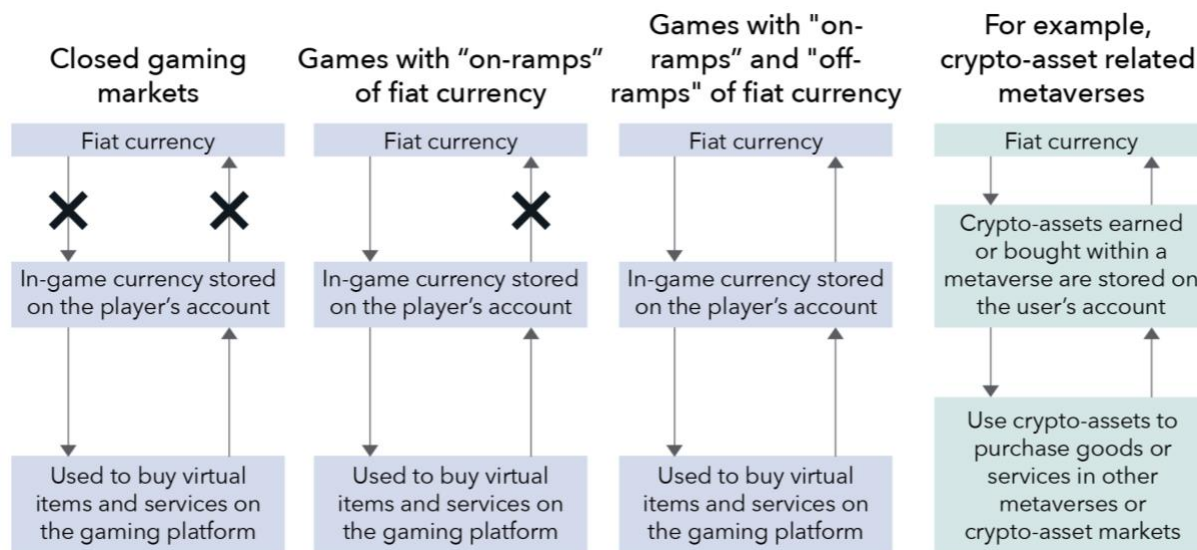 Closed gaming
markets
Fiat currency
In-game currency stored
on the player’s account
Used to buy virtual
items and services on
the gaming platform
Games with “on-ramps”
of fiat currency
Fiat currency
In-game currency stored
on the player’s account
Used to buy virtual
items and services on
the gaming platform
Games with "on-
ramps” and "off-
ramps" of fiat currency
Fiat currency
In-game currency stored
on the player’s account
Used to buy virtual
items and services on
the gaming platform
For example,
crypto-asset related
metaverses
Fiat currency
Crypto-assets earned
or bought within a
metaverse are stored on
the user’s account
Use crypto-assets to
purchase goods or
services in other
metaverses or
crypto-asset markets